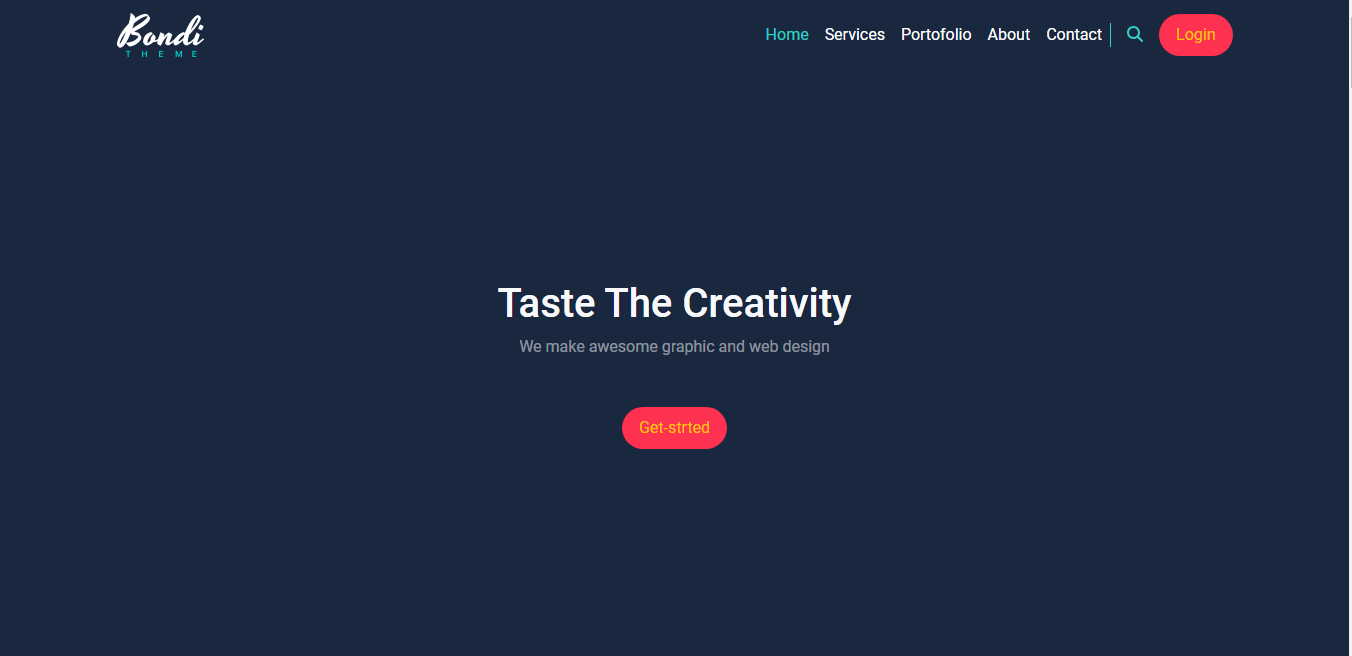 Bondi
THEME
Home Services Portofolio About Contact Login
Taste The Creativity
We make awesome graphic and web design
Get-strted